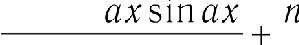 ax sin ax + n